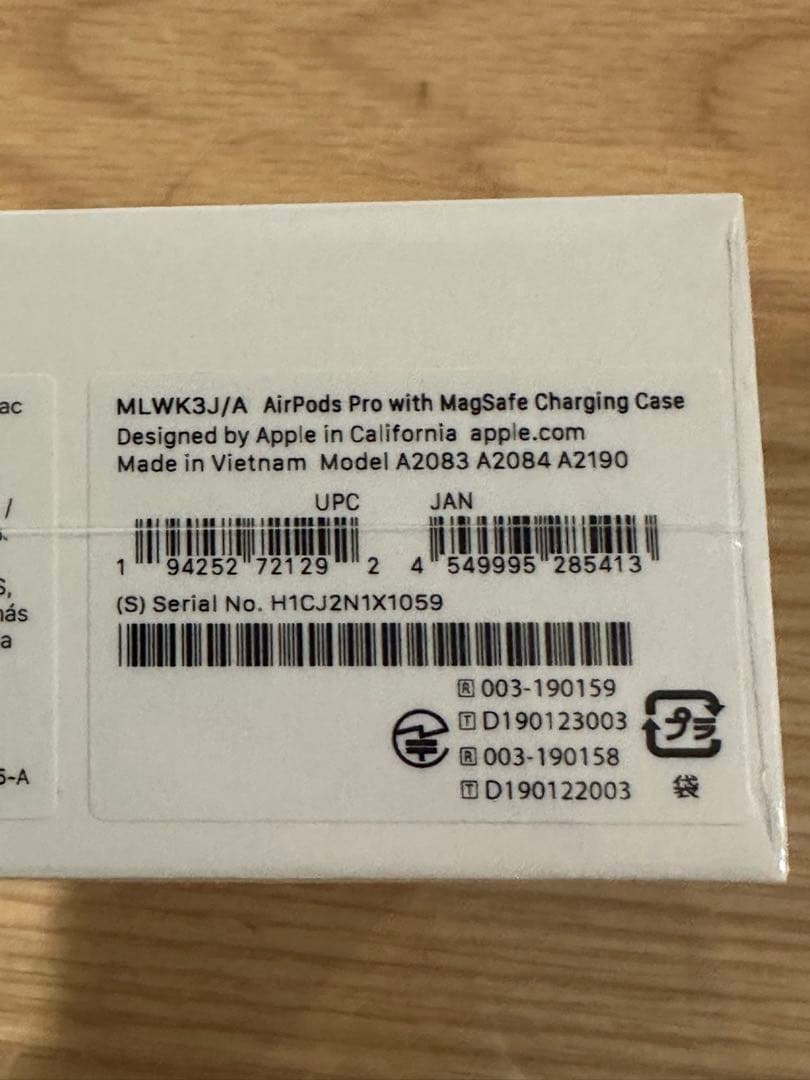 ac
/
S,
más
a
5-A
MLWK3J/A AirPods Pro with MagSafe Charging Case
Designed by Apple in California apple.com
Made in Vietnam Model A2083 A2084 A2190
UPC JAN
1 94252 72129 2 4 549995 285413
(S) Serial No. H1CJ2N1X1059
R 003-190159
T D190123003
R 003-190158
T D190122003
プラ
袋